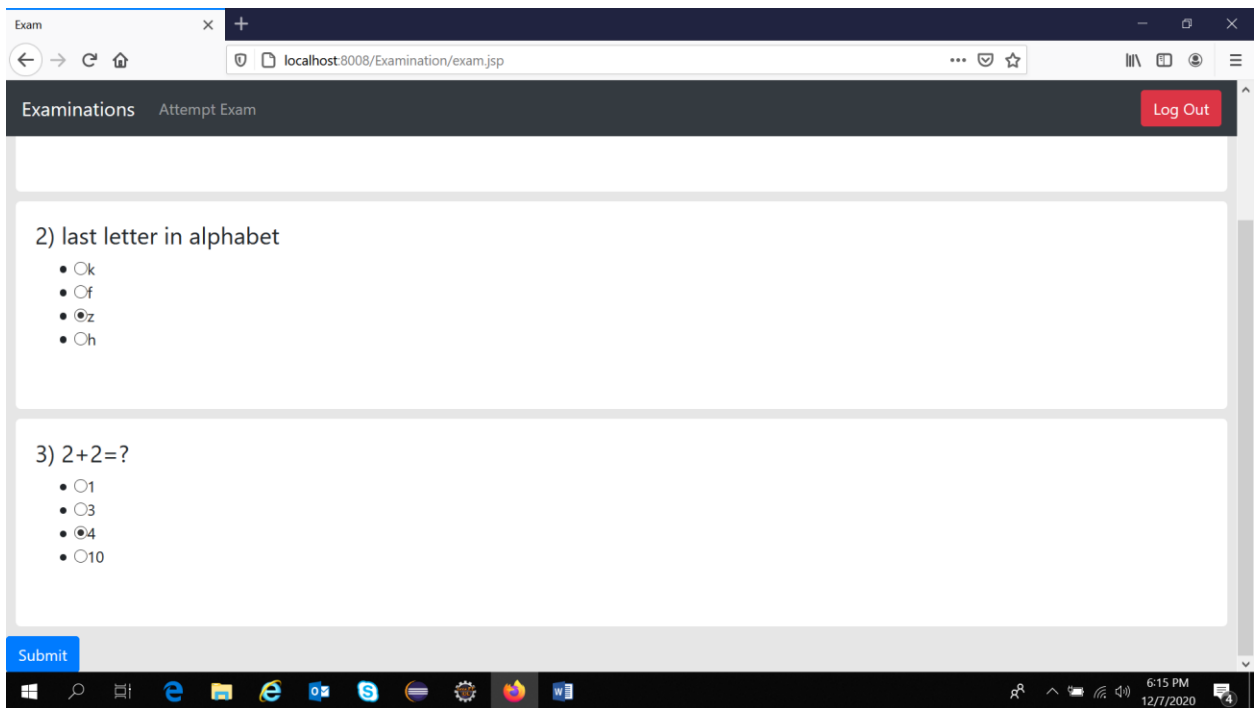 Exam
localhost:8008/Examination/exam.jsp
Examinations Attempt Exam Log Out
2) last letter in alphabet
k
f
z
h
3) 2+2=?
1
3
4
10
Submit
6:15 PM
12/7/2020
4